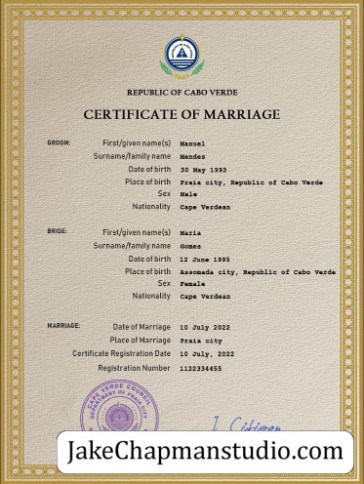 REPUBLIC OF CABO VERDE
CERTIFICATE OF MARRIAGE
GROOM: First/given name(s) Manuel
Surname/family name Mendes
Date of birth 30 May 1993
Place of birth Praia city, Republic of Cabo Verde
Sex Male
Nationality Cape Verdean
BRIDE: First/given name(s) Maria
Surname/family name Gomes
Date of birth 12 June 1995
Place of birth Assomada city, Republic of Cabo Verde
Sex Female
Nationality Cape Verdean
MARRIAGE: Date of Marriage 10 July 2022
Place of Marriage Praia city
Certificate Registration Date 10 July, 2022
Registration Number 1122334455
CAPE VERDE COUNCIL
DEPARTMENT OF PRAIA CITY
JakeChapmanstudio.com